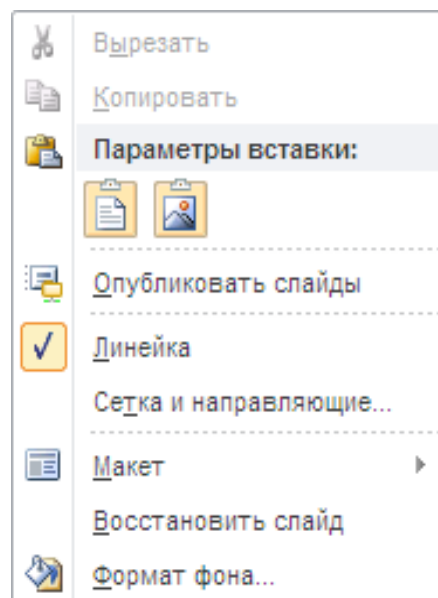 Вырезать
Копировать
Параметры вставки:
Опубликовать слайды
Линейка
Сетка и направляющие...
Макет
Восстановить слайд
Формат фона...